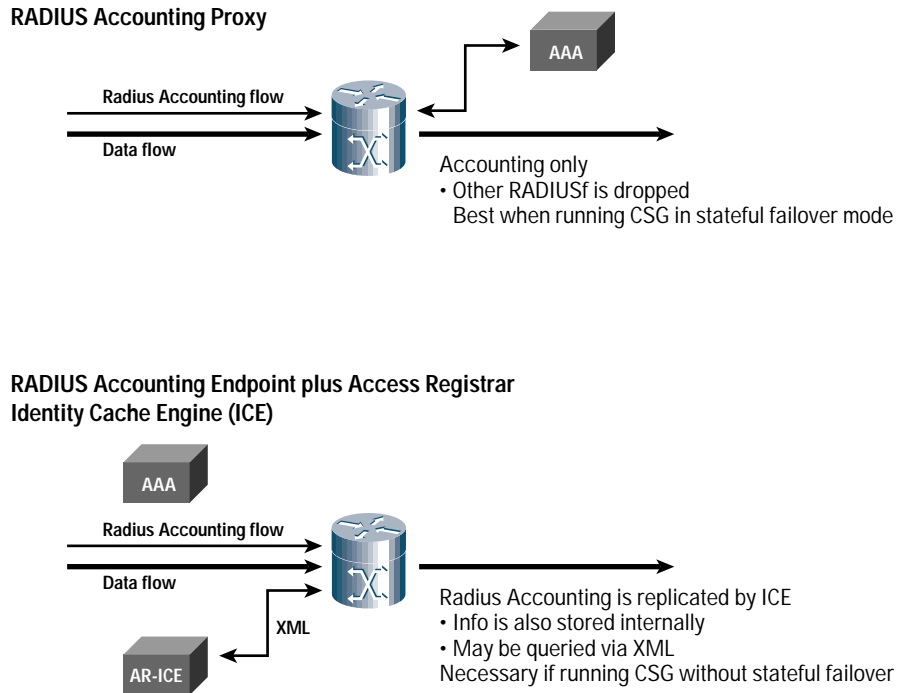 RADIUS Accounting Proxy
AAA
Radius Accounting flow
Data flow
Accounting only
• Other RADIUSf is dropped
Best when running CSG in stateful failover mode
RADIUS Accounting Endpoint plus Access Registrar
Identity Cache Engine (ICE)
AAA
Radius Accounting flow
Data flow
XML
AR-ICE
Radius Accounting is replicated by ICE
• Info is also stored internally
• May be queried via XML
Necessary if running CSG without stateful failover